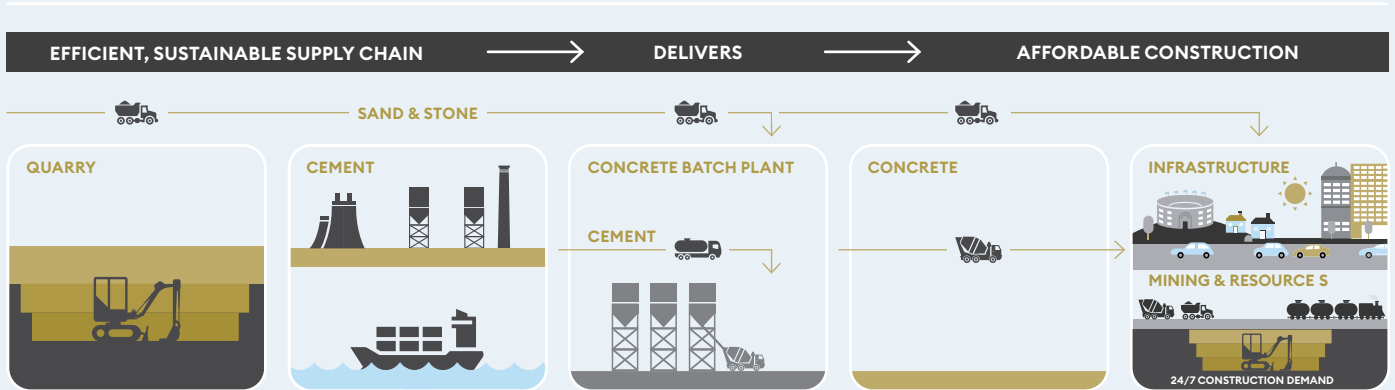 EFFICIENT, SUSTAINABLE SUPPLY CHAIN
DELIVERS
AFFORDABLE CONSTRUCTION
SAND & STONE
QUARRY
CEMENT
CONCRETE BATCH PLANT
CEMENT
CONCRETE
INFRASTRUCTURE
MINING & RESOURCE S
24/7 CONSTRUCTION DEMAND